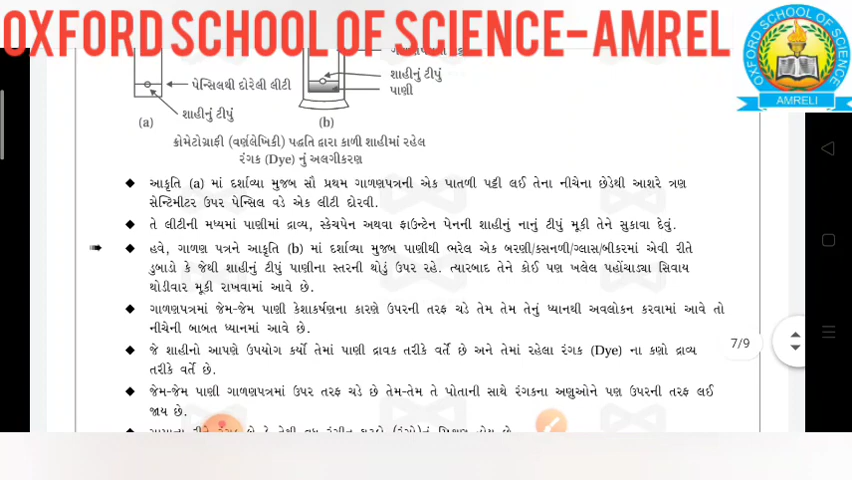 OXFORD SCHOOL OF SCIENCE- AMREL
OXFORD SCHOOL OF SCIENCE
AMRELI
શાહીનું ટીપું
પાણી
પેન્સિલથી દોરેલી લીટી
શાહીનું ટીપું
(a)
(b)
ક્રોમેટોગ્રાફી (વર્ણલેખિકી) પદ્ધતિ દ્વારા કાળી શાહીમાં રહેલ
રંગક (Dye) નું અલગીકરણ
◆ આકૃતિ (a) માં દર્શાવ્યા મુજબ સૌ પ્રથમ ગાળણપત્રની એક પાતળી પટ્ટી લઈ તેના નીચેના છેડેથી આશરે ત્રણ
સેન્ટિમીટર ઉપર પેન્સિલ વડે એક લીટી દોરવી.
◆ તે લીટીની મધ્યમાં પાણીમાં દ્રાવ્ય, સ્કેચપેન અથવા ફાઉન્ટેન પેનની શાહીનું નાનું ટીપું મૂકી તેને સુકાવા દેવું.
◆ હવે, ગાળણ પત્રને આકૃતિ (b) માં દર્શાવ્યા મુજબ પાણીથી ભરેલ એક બરણી/કસનળી/ગ્લાસ/બીકરમાં એવી રીતે
ડુબાડો કે જેથી શાહીનું ટીપું પાણીના સ્તરની થોડું ઉપર રહે. ત્યારબાદ તેને કોઈ પણ ખલેલ પહોંચાડ્યા સિવાય
થોડીવાર મૂકી રાખવામાં આવે છે.
◆ ગાળણપત્રમાં જેમ-જેમ પાણી કેશાકર્ષણના કારણે ઉપરની તરફ ચડે તેમ તેમ તેનું ધ્યાનથી અવલોકન કરવામાં આવે તો
નીચેની બાબત ધ્યાનમાં આવે છે.
◆ જે શાહીનો આપણે ઉપયોગ કર્યો તેમાં પાણી દ્રાવક તરીકે વર્તે છે અને તેમાં રહેલા રંગક (Dye) ના કણો દ્રાવ્ય
તરીકે વર્તે છે.
◆ જેમ-જેમ પાણી ગાળણપત્રમાં ઉપર તરફ ચડે છે તેમ-તેમ તે પોતાની સાથે રંગકના અણુઓને પણ ઉપરની તરફ લઈ
જાય છે.
7/9